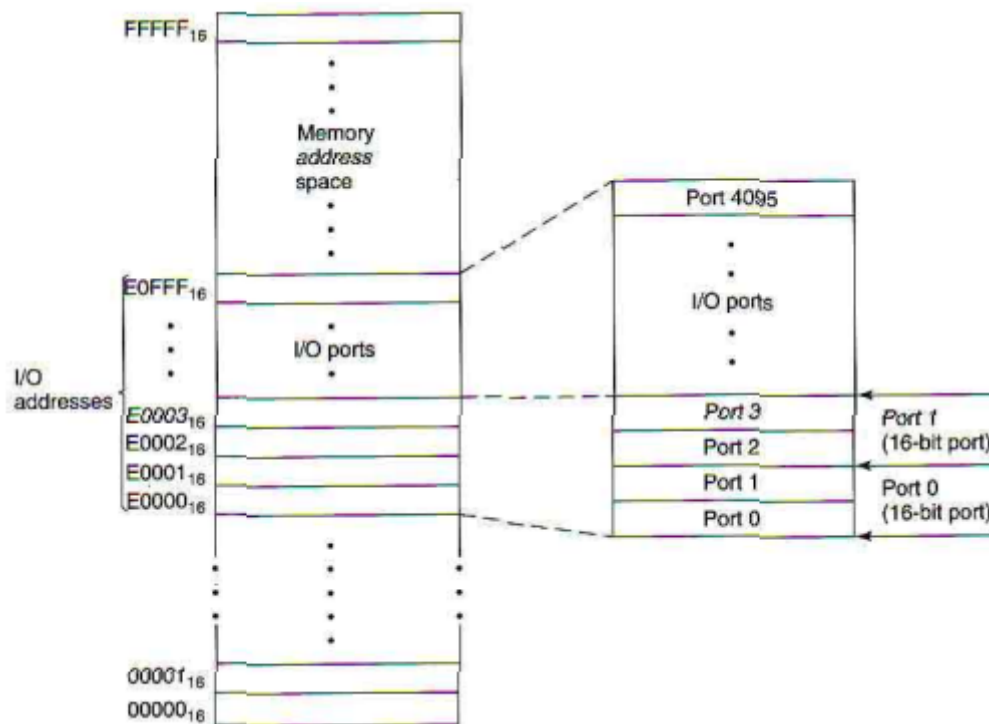 FFFFF16
Memory
address
space
Port 4095
E0FFF16
I/O ports
I/O ports
I/O
addresses
E000316
Port 3
Port 1
(16-bit port)
E000216
Port 2
E000116
Port 1
Port 0
(16-bit port)
E000016
Port 0
0000116
0000016